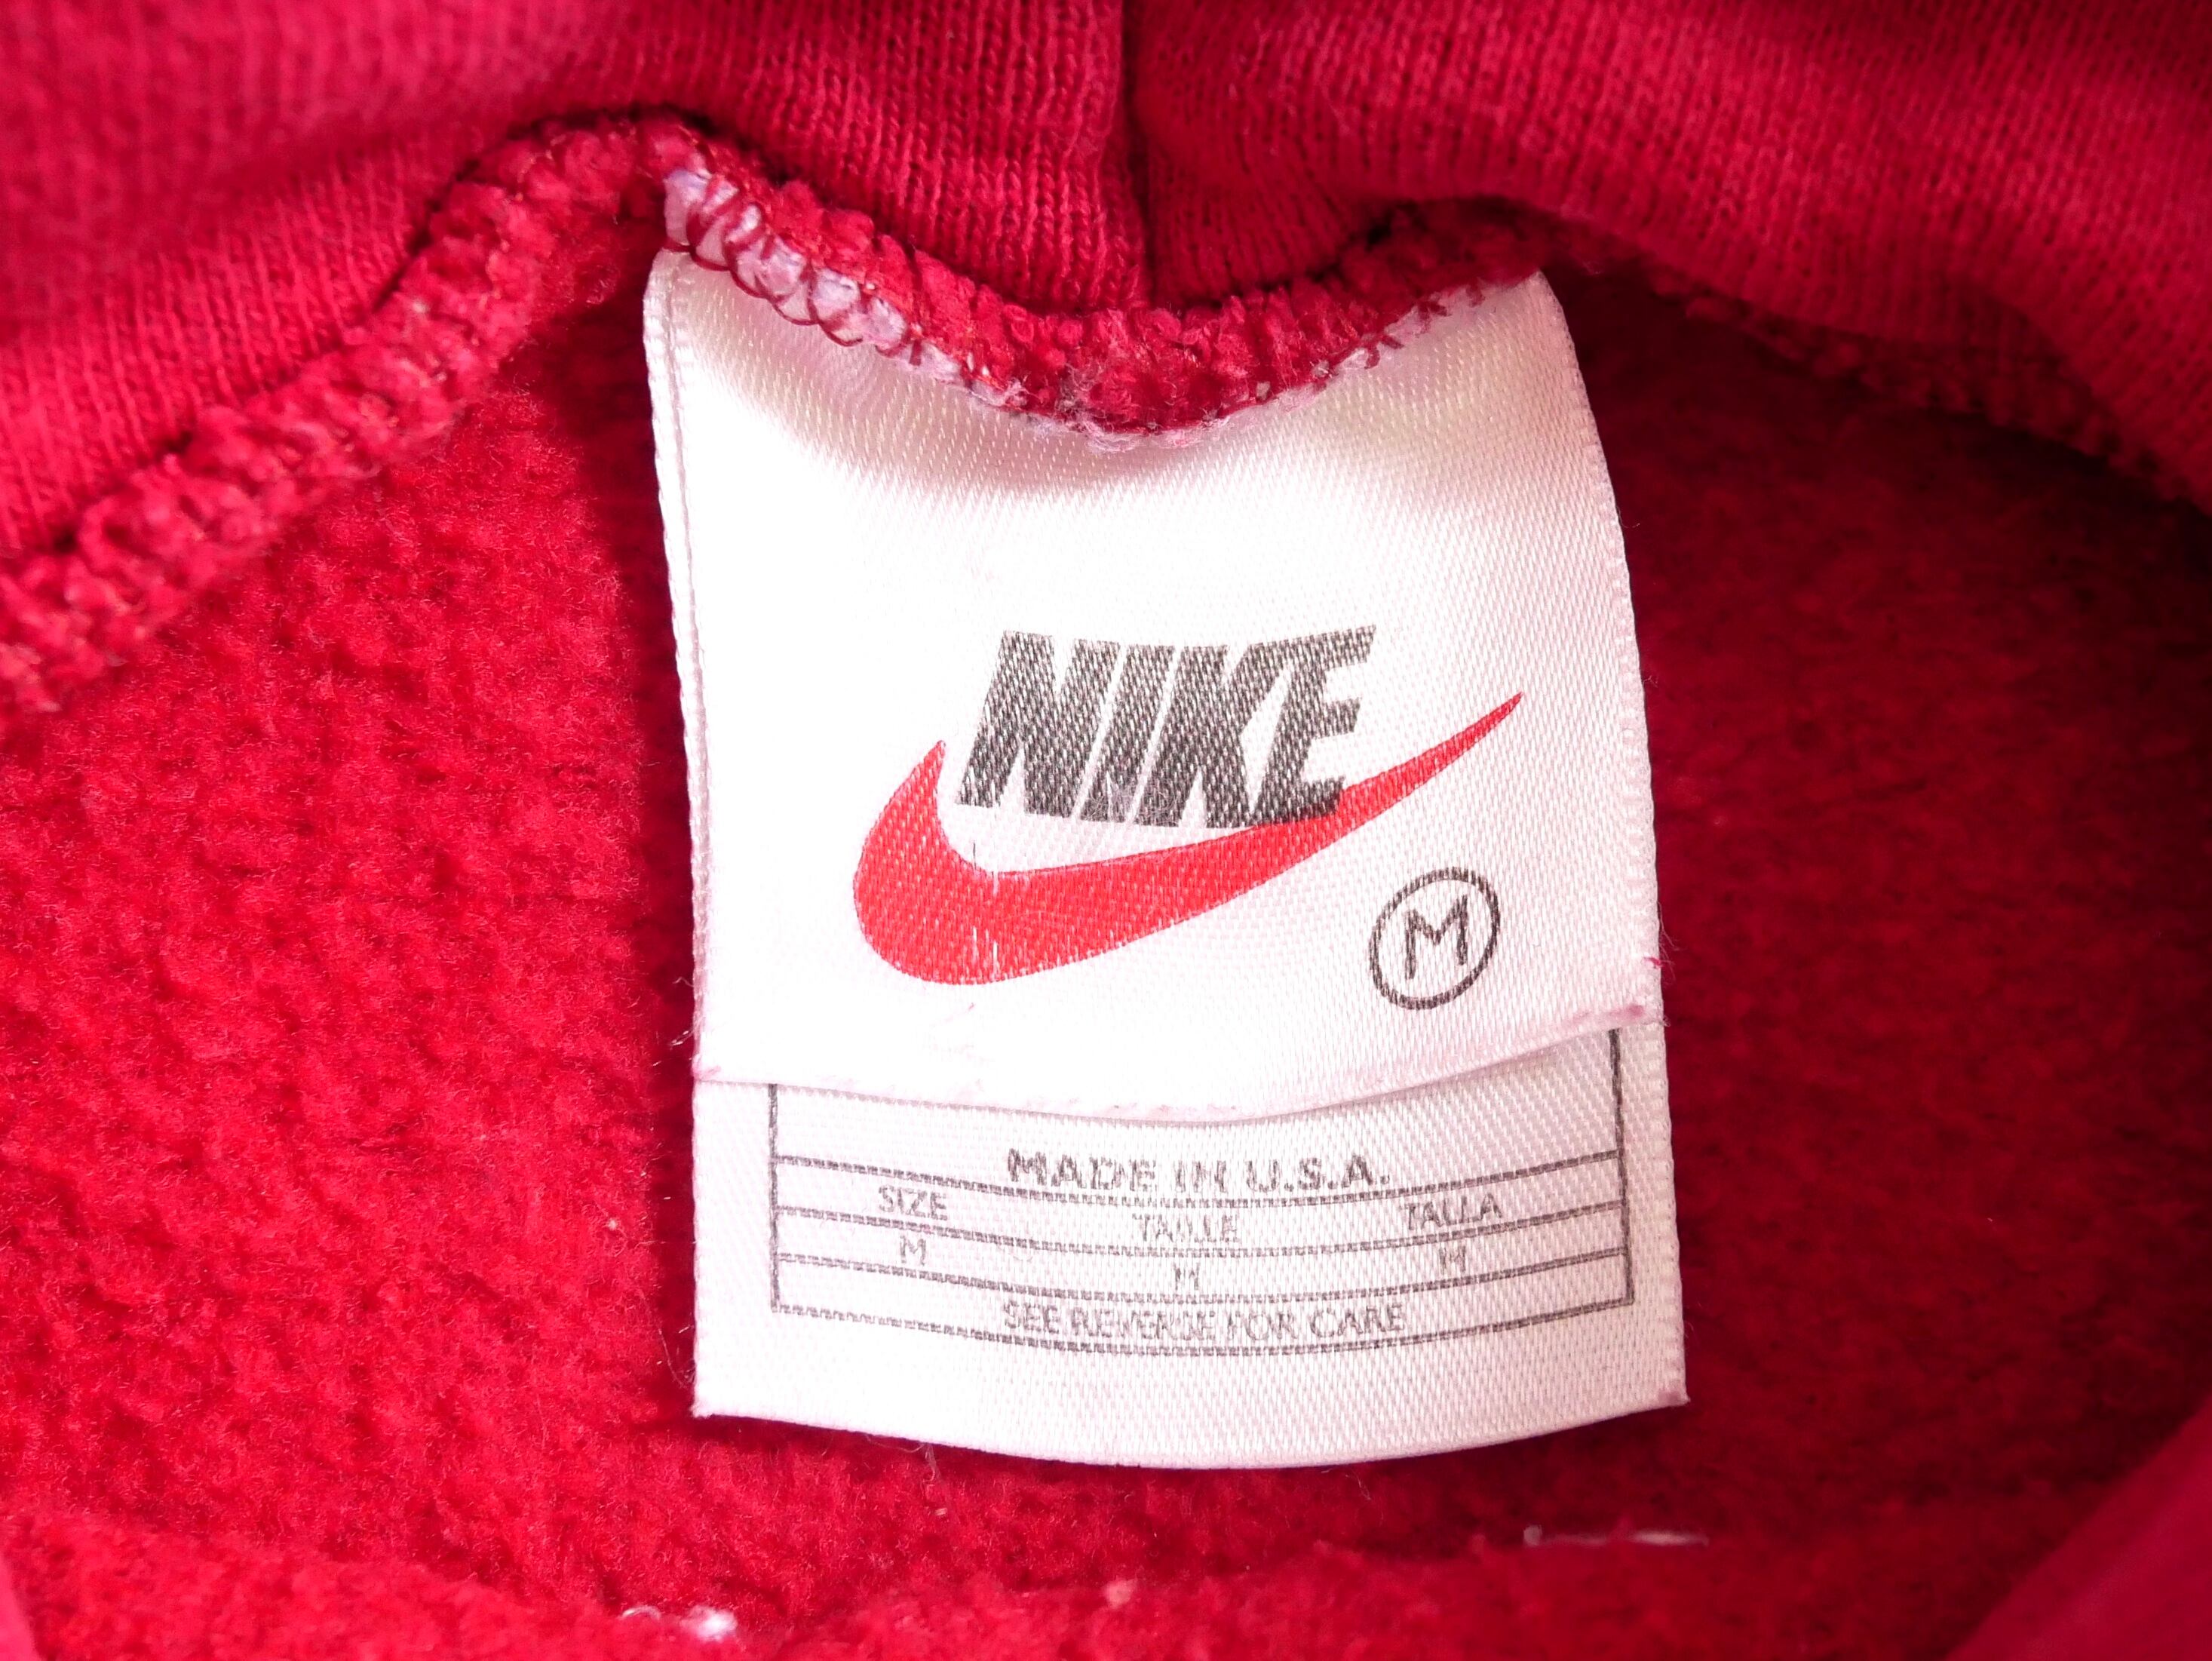 NIKE
M
MADE IN U.S.A.
SIZE TAILLE TALLA
M M M
SEE REVERSE FOR CARE